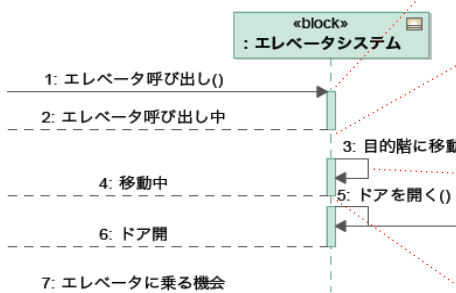 «block»
: エレベータシステム
1: エレベータ呼び出し()
2: エレベータ呼び出し中
3: 目的階に移動
4: 移動中
5: ドアを開く()
6: ドア開
7: エレベータに乗る機会